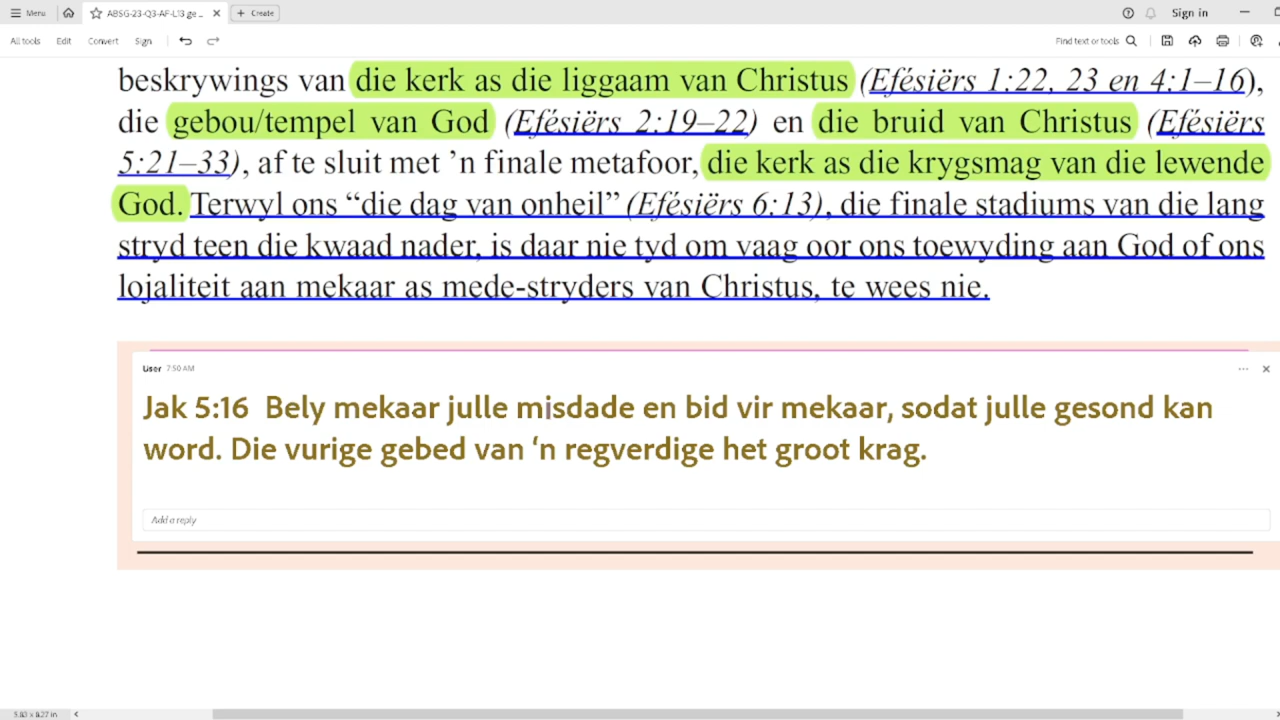 Menu
ABSG-23-Q3-AF-L13 ge...
Create
Sign in
All tools Edit Convert Sign
Find text or tools
beskrywings van die kerk as die liggaam van Christus (Efésiërs 1:22, 23 en 4:1–16),
die gebou/tempel van God (Efésiërs 2:19–22) en die bruid van Christus (Efésiërs
5:21–33), af te sluit met ’n finale metafoor, die kerk as die krygsmag van die lewende
God. Terwyl ons “die dag van onheil” (Efésiërs 6:13), die finale stadiums van die lang
stryd teen die kwaad nader, is daar nie tyd om vaag oor ons toewyding aan God of ons
lojaliteit aan mekaar as mede-stryders van Christus, te wees nie.
User 7:50 AM
Jak 5:16 Bely mekaar julle misdade en bid vir mekaar, sodat julle gesond kan
word. Die vurige gebed van ‘n regverdige het groot krag.
Add a reply